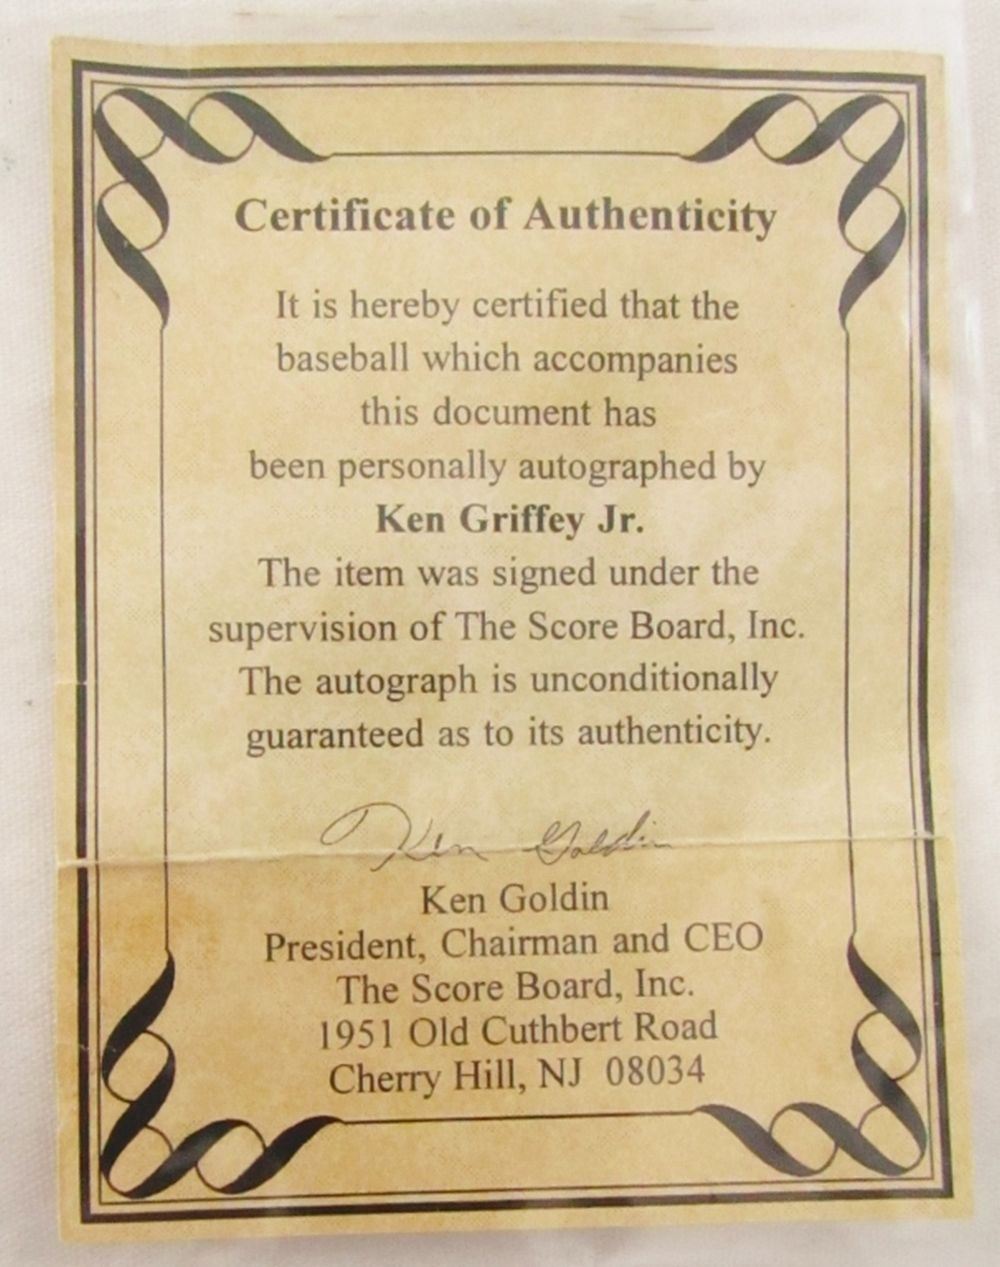 Certificate of Authenticity
It is hereby certified that the
baseball which accompanies
this document has
been personally autographed by
Ken Griffey Jr.
The item was signed under the
supervision of The Score Board, Inc.
The autograph is unconditionally
guaranteed as to its authenticity.
Ken Goldin
Ken Goldin
President, Chairman and CEO
The Score Board, Inc.
1951 Old Cuthbert Road
Cherry Hill, NJ 08034